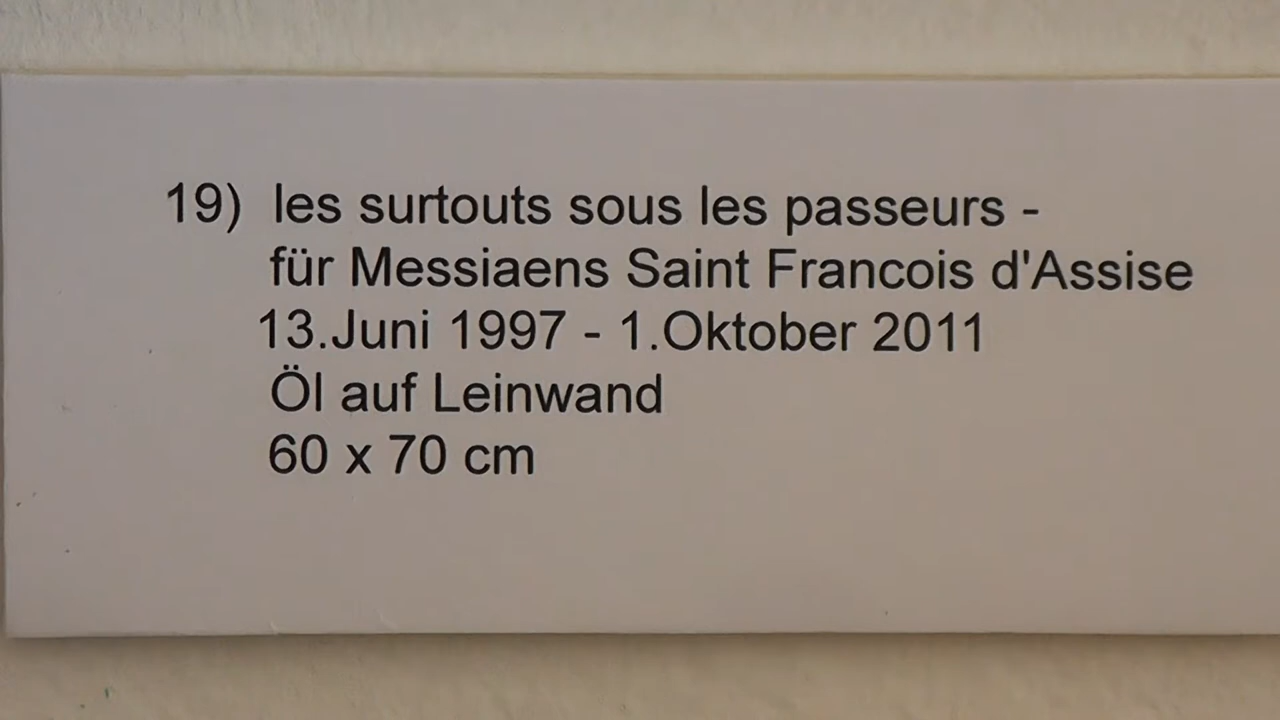 19) les surtouts sous les passeurs -
für Messiaens Saint Francois d'Assise
13.Juni 1997 - 1.Oktober 2011
Öl auf Leinwand
60 x 70 cm